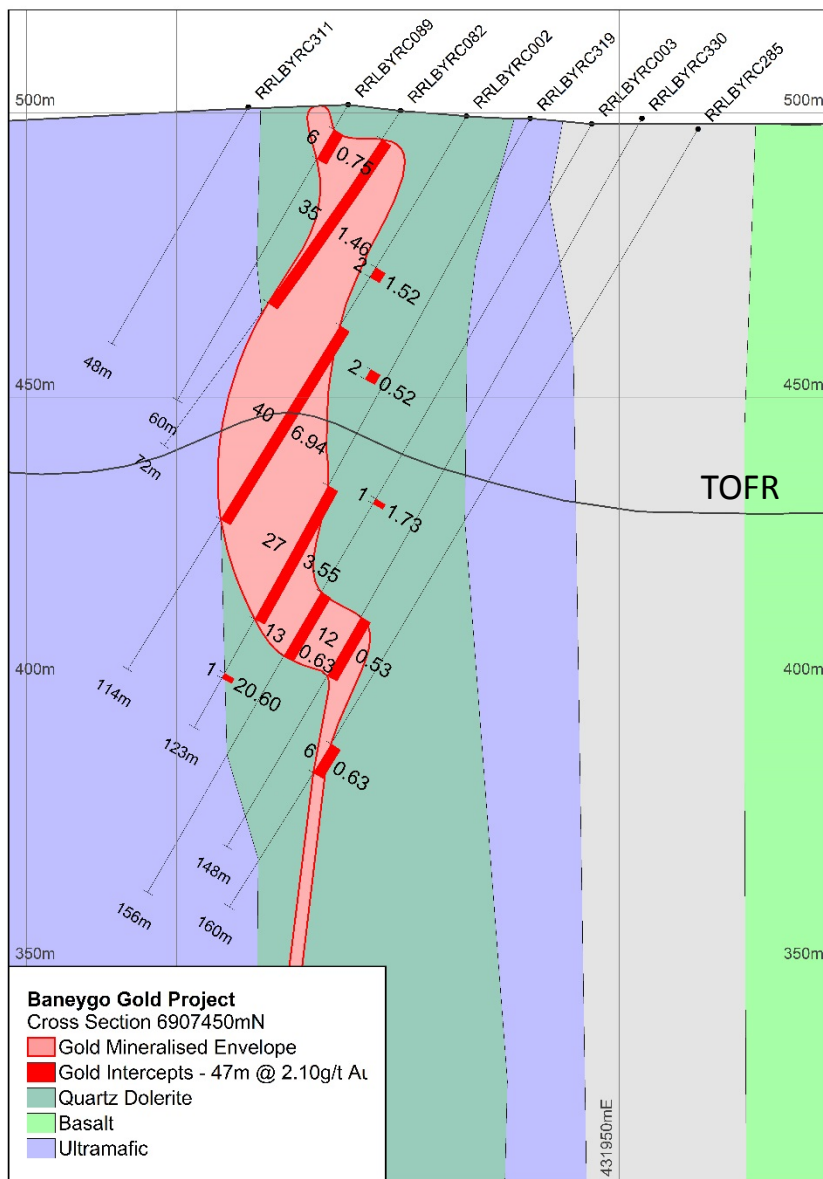 RRLBYRC311
RRLBYRC089
RRLBYRC082
RRLBYRC002
RRLBYRC319
RRLBYRC003
RRLBYRC330
RRLBYRC285
500m
500m
6
0.75
35
1.46
2
1.52
48m
2
0.52
450m
450m
60m
72m
40
6.94
TOFR
1
1.73
27
3.55
13
0.63
12
0.53
400m
400m
1
20.60
114m
123m
6
0.63
148m
156m
160m
350m
350m
Baneygo Gold Project
Cross Section 6907450mN
Gold Mineralised Envelope
Gold Intercepts - 47m @ 2.10g/t Au
Quartz Dolerite
Basalt
Ultramafic
431950mE